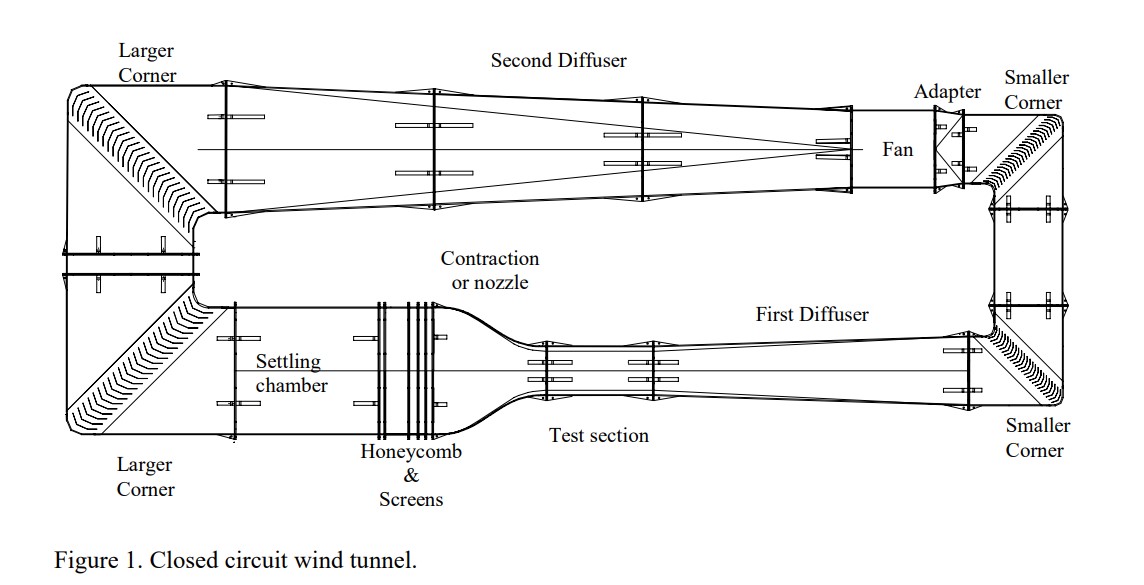 Larger
Corner
Second Diffuser
Adapter
Smaller
Corner
Fan
Contraction
or nozzle
First Diffuser
Settling
chamber
Test section
Smaller
Corner
Honeycomb
&
Screens
Larger
Corner
Figure 1. Closed circuit wind tunnel.